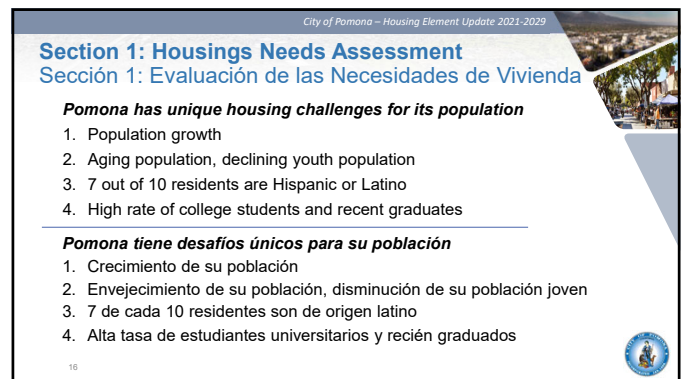 City of Pomona – Housing Element Update 2021-2029
Section 1: Housings Needs Assessment
Sección 1: Evaluación de las Necesidades de Vivienda
Pomona has unique housing challenges for its population
1. Population growth
2. Aging population, declining youth population
3. 7 out of 10 residents are Hispanic or Latino
4. High rate of college students and recent graduates
Pomona tiene desafíos únicos para su población
1. Crecimiento de su población
2. Envejecimiento de su población, disminución de su población joven
3. 7 de cada 10 residentes son de origen latino
4. Alta tasa de estudiantes universitarios y recién graduados
16